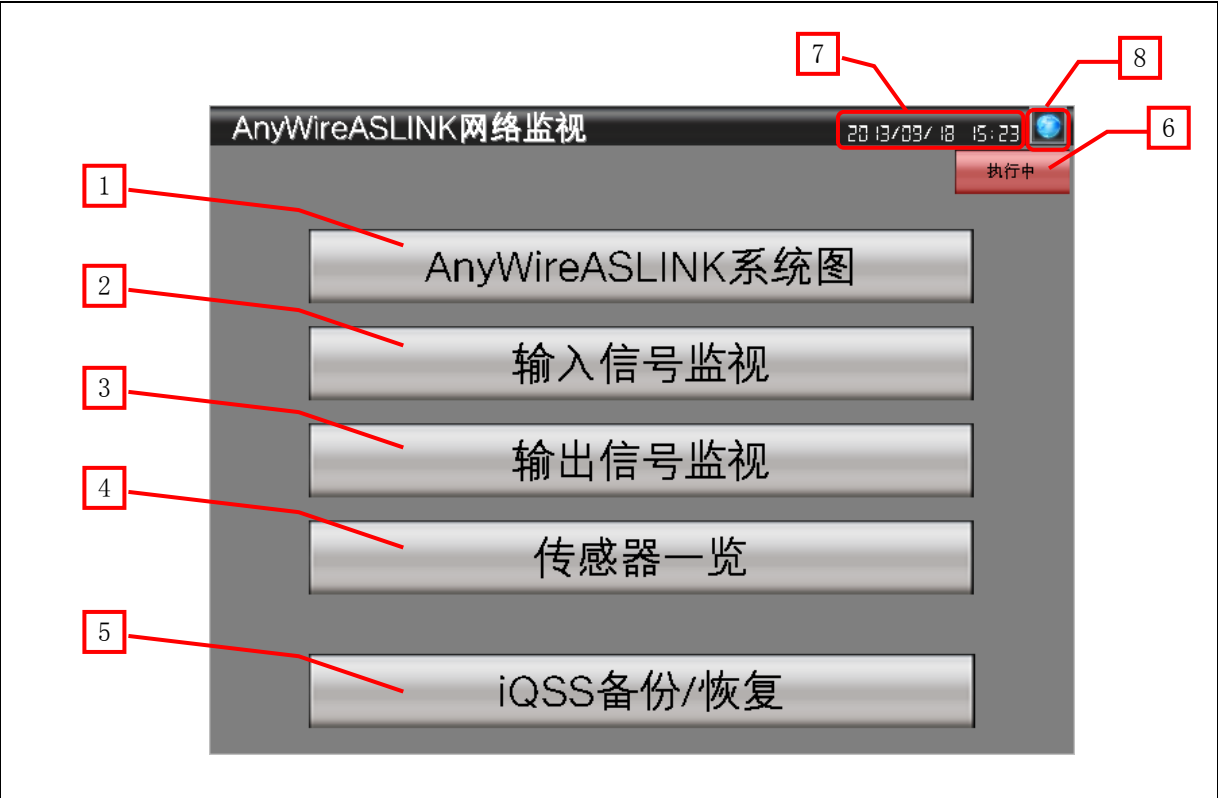 7
8
AnyWireASLINK网络监视
2013/09/18 15:23
6
执行中
1
AnyWireASLINK系统图
2
输入信号监视
3
输出信号监视
4
传感器一览
5
iQSS备份/恢复